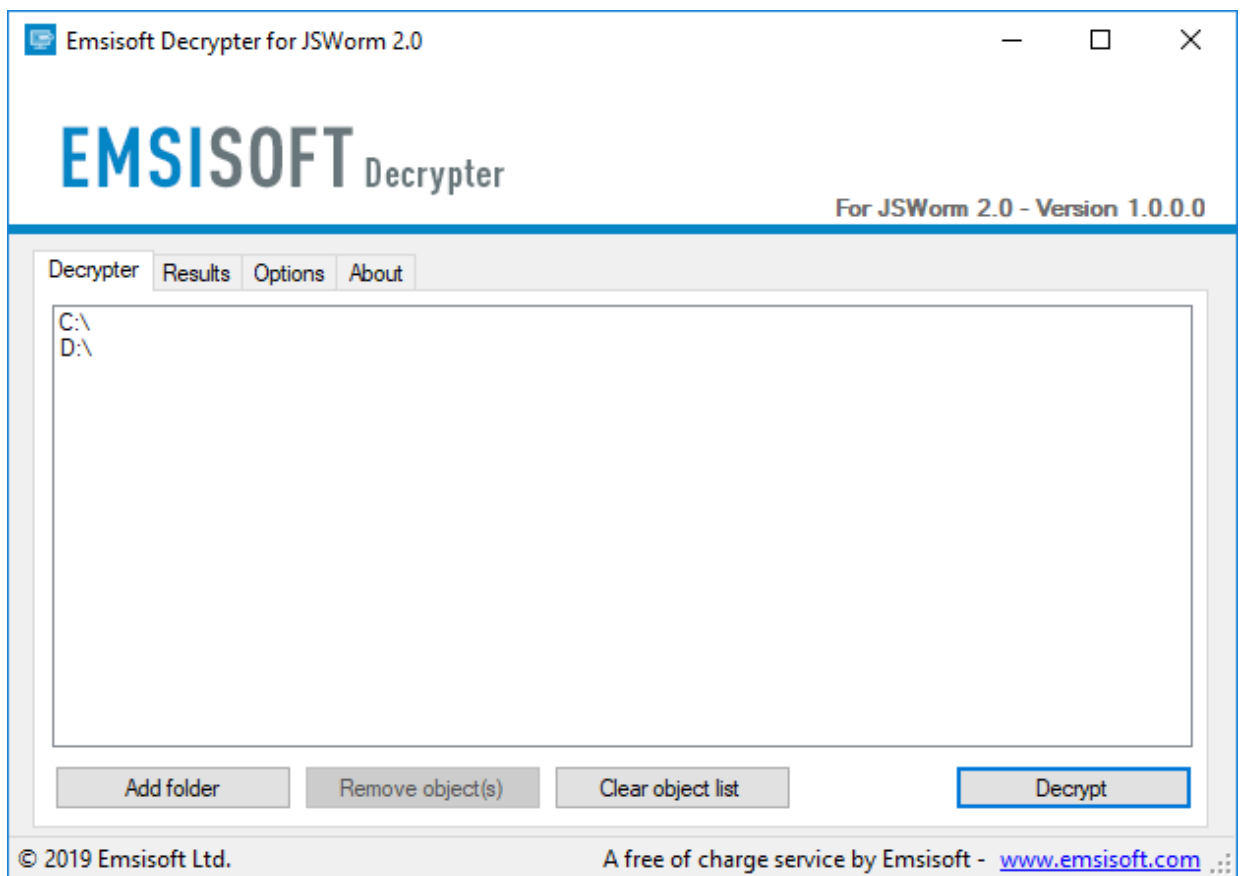 Emsisoft Decrypter for JSWorm 2.0
EMSISOFT Decrypter
For JSWorm 2.0 - Version 1.0.0.0
Decrypter Results Options About
C:\
D:\
Add folder Remove object(s) Clear object list Decrypt
© 2019 Emsisoft Ltd. A free of charge service by Emsisoft - www.emsisoft.com